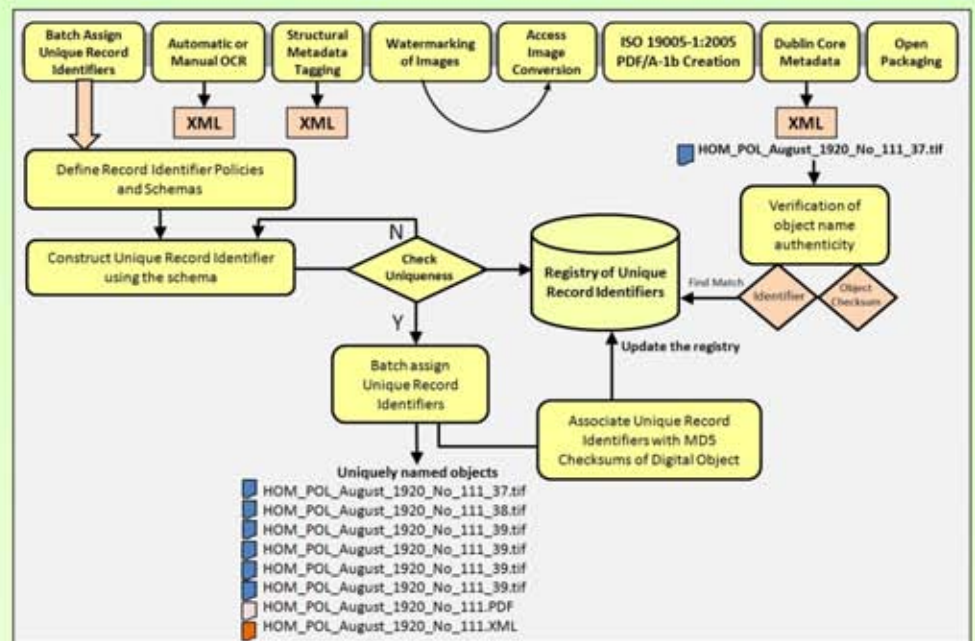 Batch Assign
Unique Record
Identifiers
Automatic or
Manual OCR
Structural
Metadata
Tagging
Watermarking
of Images
Access
Image
Conversion
ISO 19005-1:2005
PDF/A-1b Creation
Dublin Core
Metadata
Open
Packaging
XML
XML
XML
HOM_POL_August_1920_No_111_37.tif
Define Record Identifier Policies
and Schemas
Verification of
object name
authenticity
N
Construct Unique Record Identifier
using the schema
Check
Uniqueness
Registry of Unique
Record Identifiers
Find Match
Identifier
Object
Checksum
Y
Update the registry
Batch assign
Unique Record
Identifiers
Associate Unique Record
Identifiers with MD5
Checksums of Digital Object
Uniquely named objects
HOM_POL_August_1920_No_111_37.tif
HOM_POL_August_1920_No_111_38.tif
HOM_POL_August_1920_No_111_39.tif
HOM_POL_August_1920_No_111_39.tif
HOM_POL_August_1920_No_111_39.tif
HOM_POL_August_1920_No_111_39.tif
HOM_POL_August_1920_No_111.PDF
HOM_POL_August_1920_No_111.XML